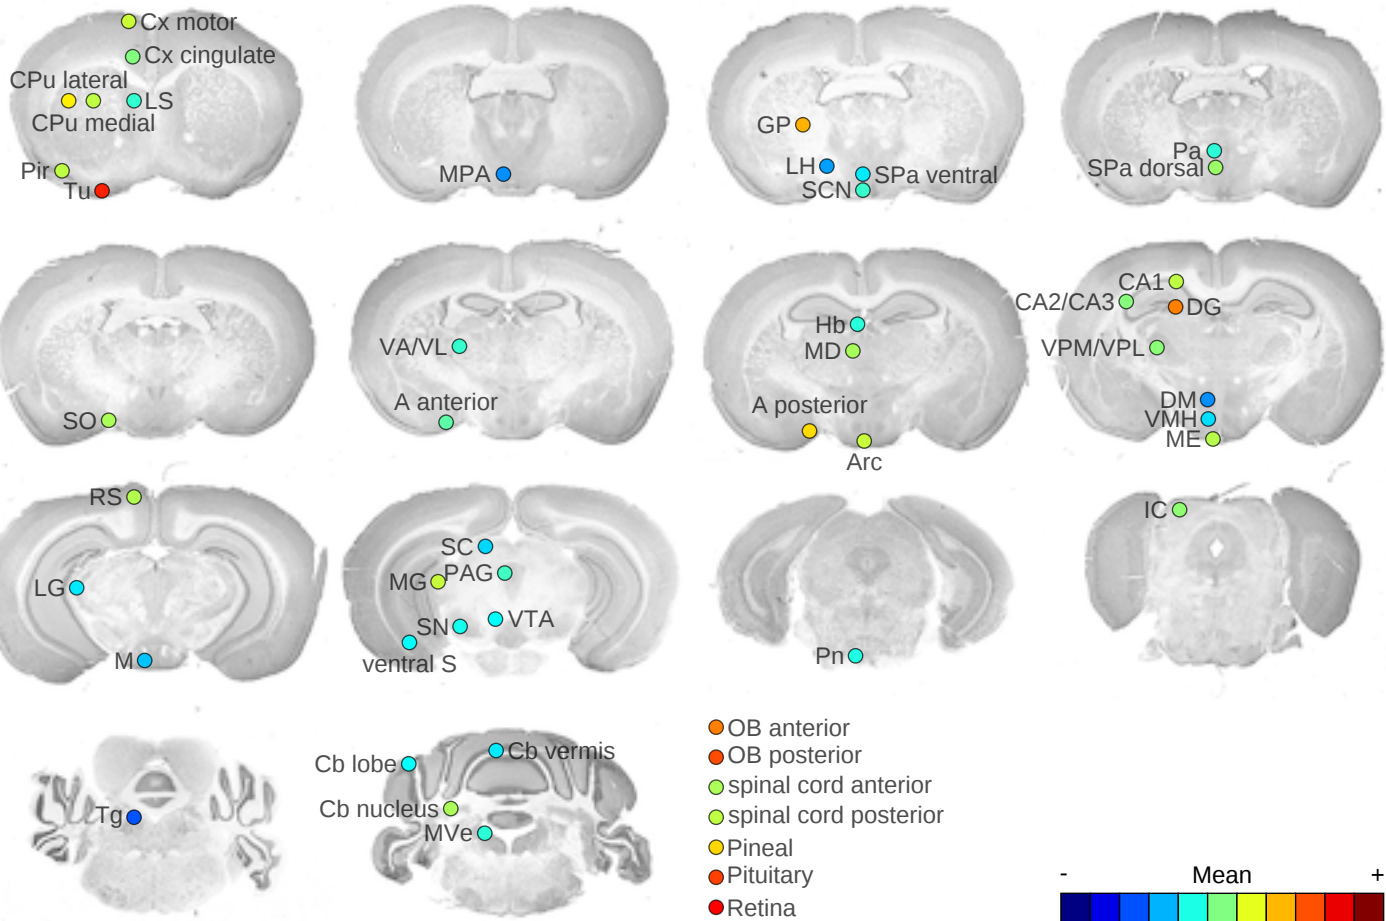 Cx motor
Cx cingulate
CPu lateral
LS
CPu medial
Pir
Tu
MPA
GP
LH
SPa ventral
SCN
Pa
SPa dorsal
SO
VA/VL
A anterior
Hb
MD
A posterior
Arc
CA1
CA2/CA3
DG
VPM/VPL
DM
VMH
ME
RS
LG
M
SC
PAG
MG
VTA
SN
ventral S
Pn
IC
Tg
Cb vermis
Cb lobe
Cb nucleus
MVe
OB anterior
OB posterior
spinal cord anterior
spinal cord posterior
Pineal
Pituitary
Retina
- Mean +